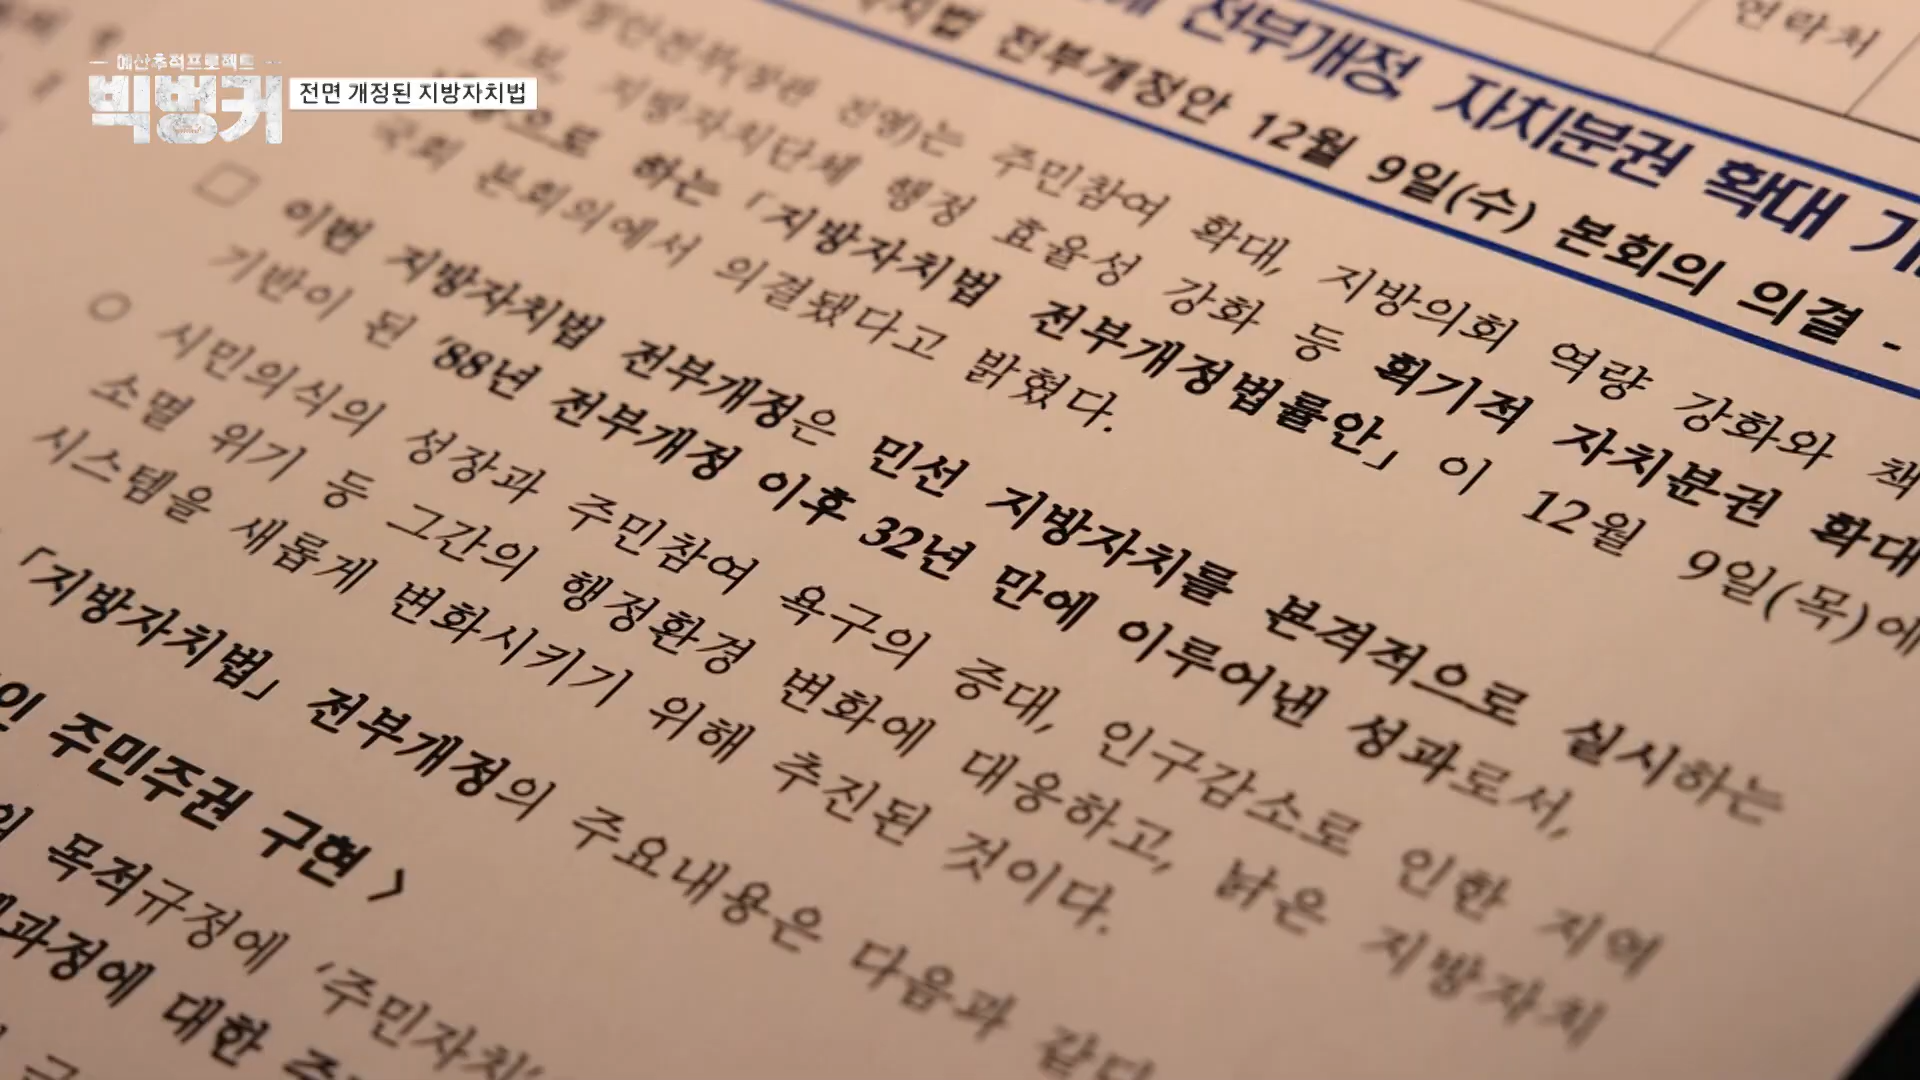 예산추적프로젝트
빅벙커
전면 개정된 지방자치법
연락처
전부개정, 자치분권 확대
전부개정안 12월 9일(수) 본회의 의결 -
진영)는 주민참여 확대, 지방의회 역량 강화와 책
확보, 지방자치단체 행정 효율성 강화 등 획기적 자치분권 확대
하는 「지방자치법 전부개정법률안」이 12월 9일(목)에
국회 본회의에서 의결됐다고 밝혔다.
□ 이번 지방자치법 전부개정은 민선 지방자치를 본격적으로 실시하는
기반이 된 '88년 전부개정 이후 32년 만에 이루어낸 성과로서,
○ 시민의식의 성장과 주민참여 욕구의 증대, 인구감소로 인한 지역
소멸 위기 등 그간의 행정환경 변화에 대응하고, 낡은 지방자치
시스템을 새롭게 변화시키기 위해 추진된 것이다.
「지방자치법」 전부개정의 주요내용은 다음과 같다
주민주권 구현 >
목적규정에 '주민자치'
과정에 대한